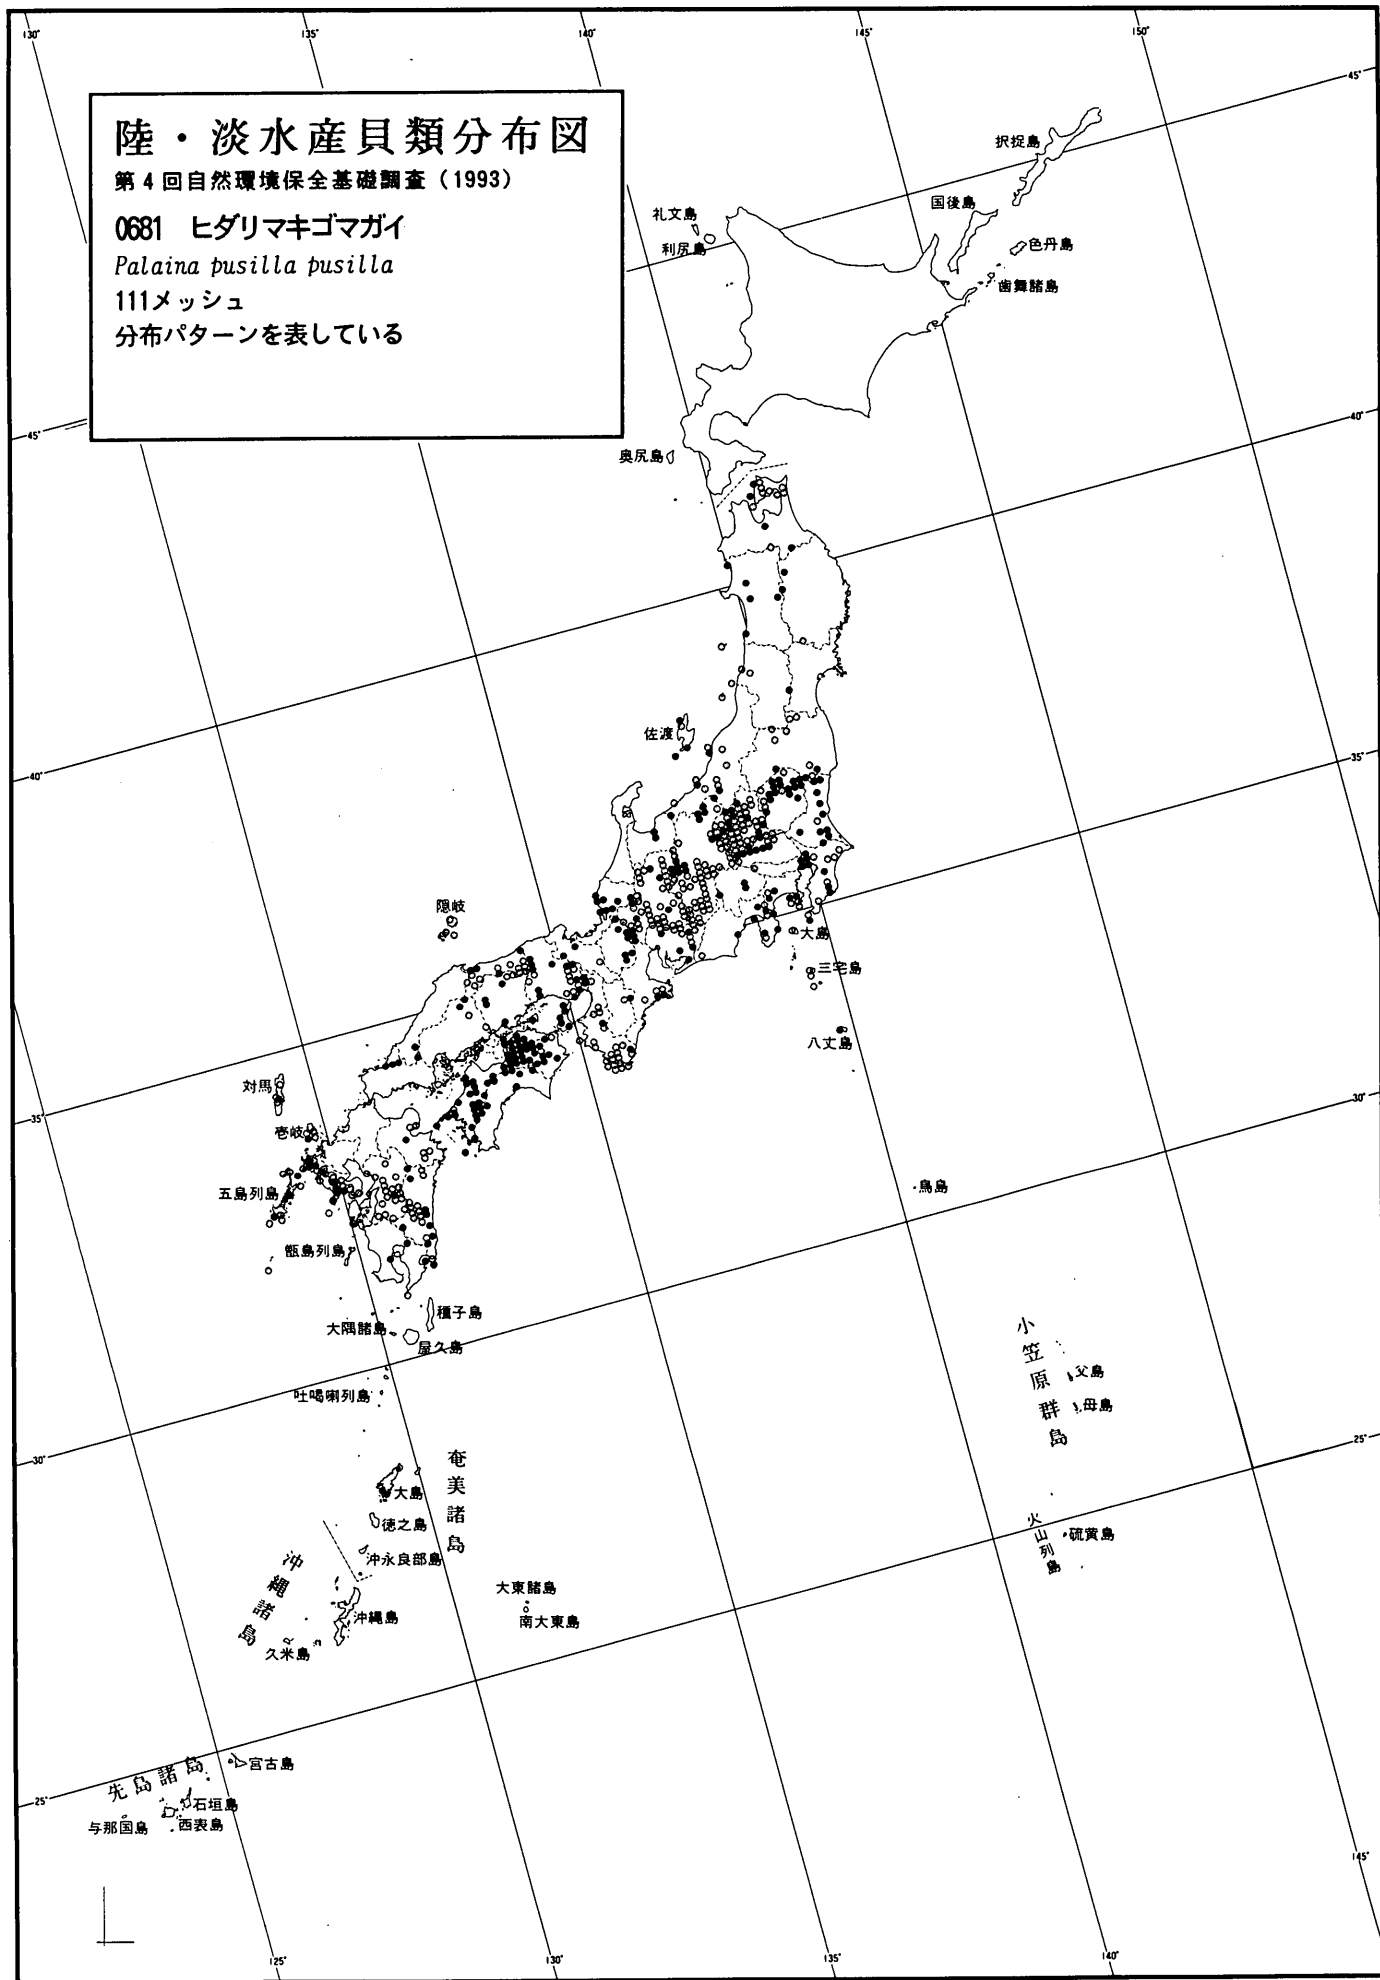 130°
135°
140°
145°
150°
45°
陸・淡水産貝類分布図
第4回自然環境保全基礎調査（1993）
0681 ヒダリマキゴマガイ
Palaina pusilla pusilla
111メッシュ
分布パターンを表している
択捉島
国後島
色丹島
歯舞諸島
礼文島
利尻島
奥尻島
45°
40°
佐渡
40°
35°
隠岐
大島
三宅島
八丈島
対馬
壱岐
35°
五島列島
甑島列島
30°
鳥島
種子島
大隅諸島
屋久島
吐噶喇列島
小笠原群島
父島
母島
30°
25°
奄美諸島
大島
徳之島
沖永良部島
火山列島
硫黄島
沖縄諸島
沖縄島
久米島
大東諸島
南大東島
先島諸島
宮古島
石垣島
西表島
与那国島
25°
145°
125°
130°
135°
140°